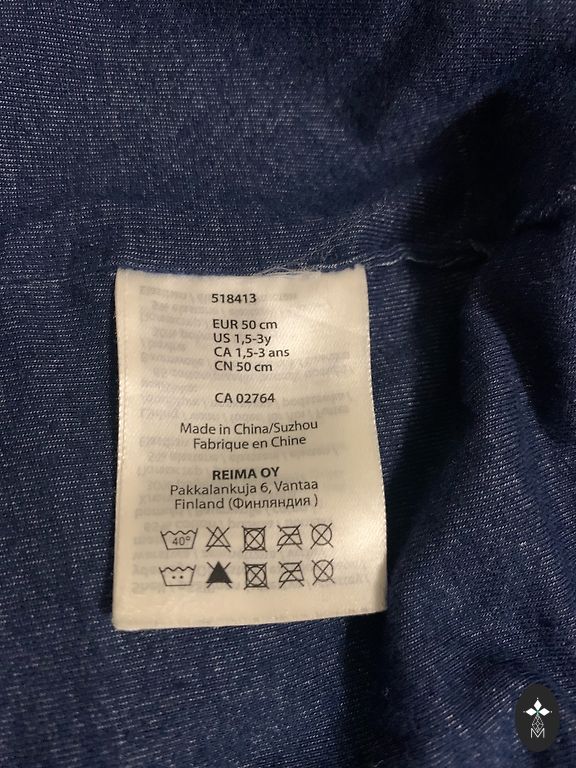 518413
EUR 50 cm
US 1,5-3y
CA 1,5-3 ans
CN 50 cm
CA 02764
Made in China/Suzhou
Fabrique en Chine
REIMA OY
Pakkalankuja 6, Vantaa
Finland (Финляндия )
40°